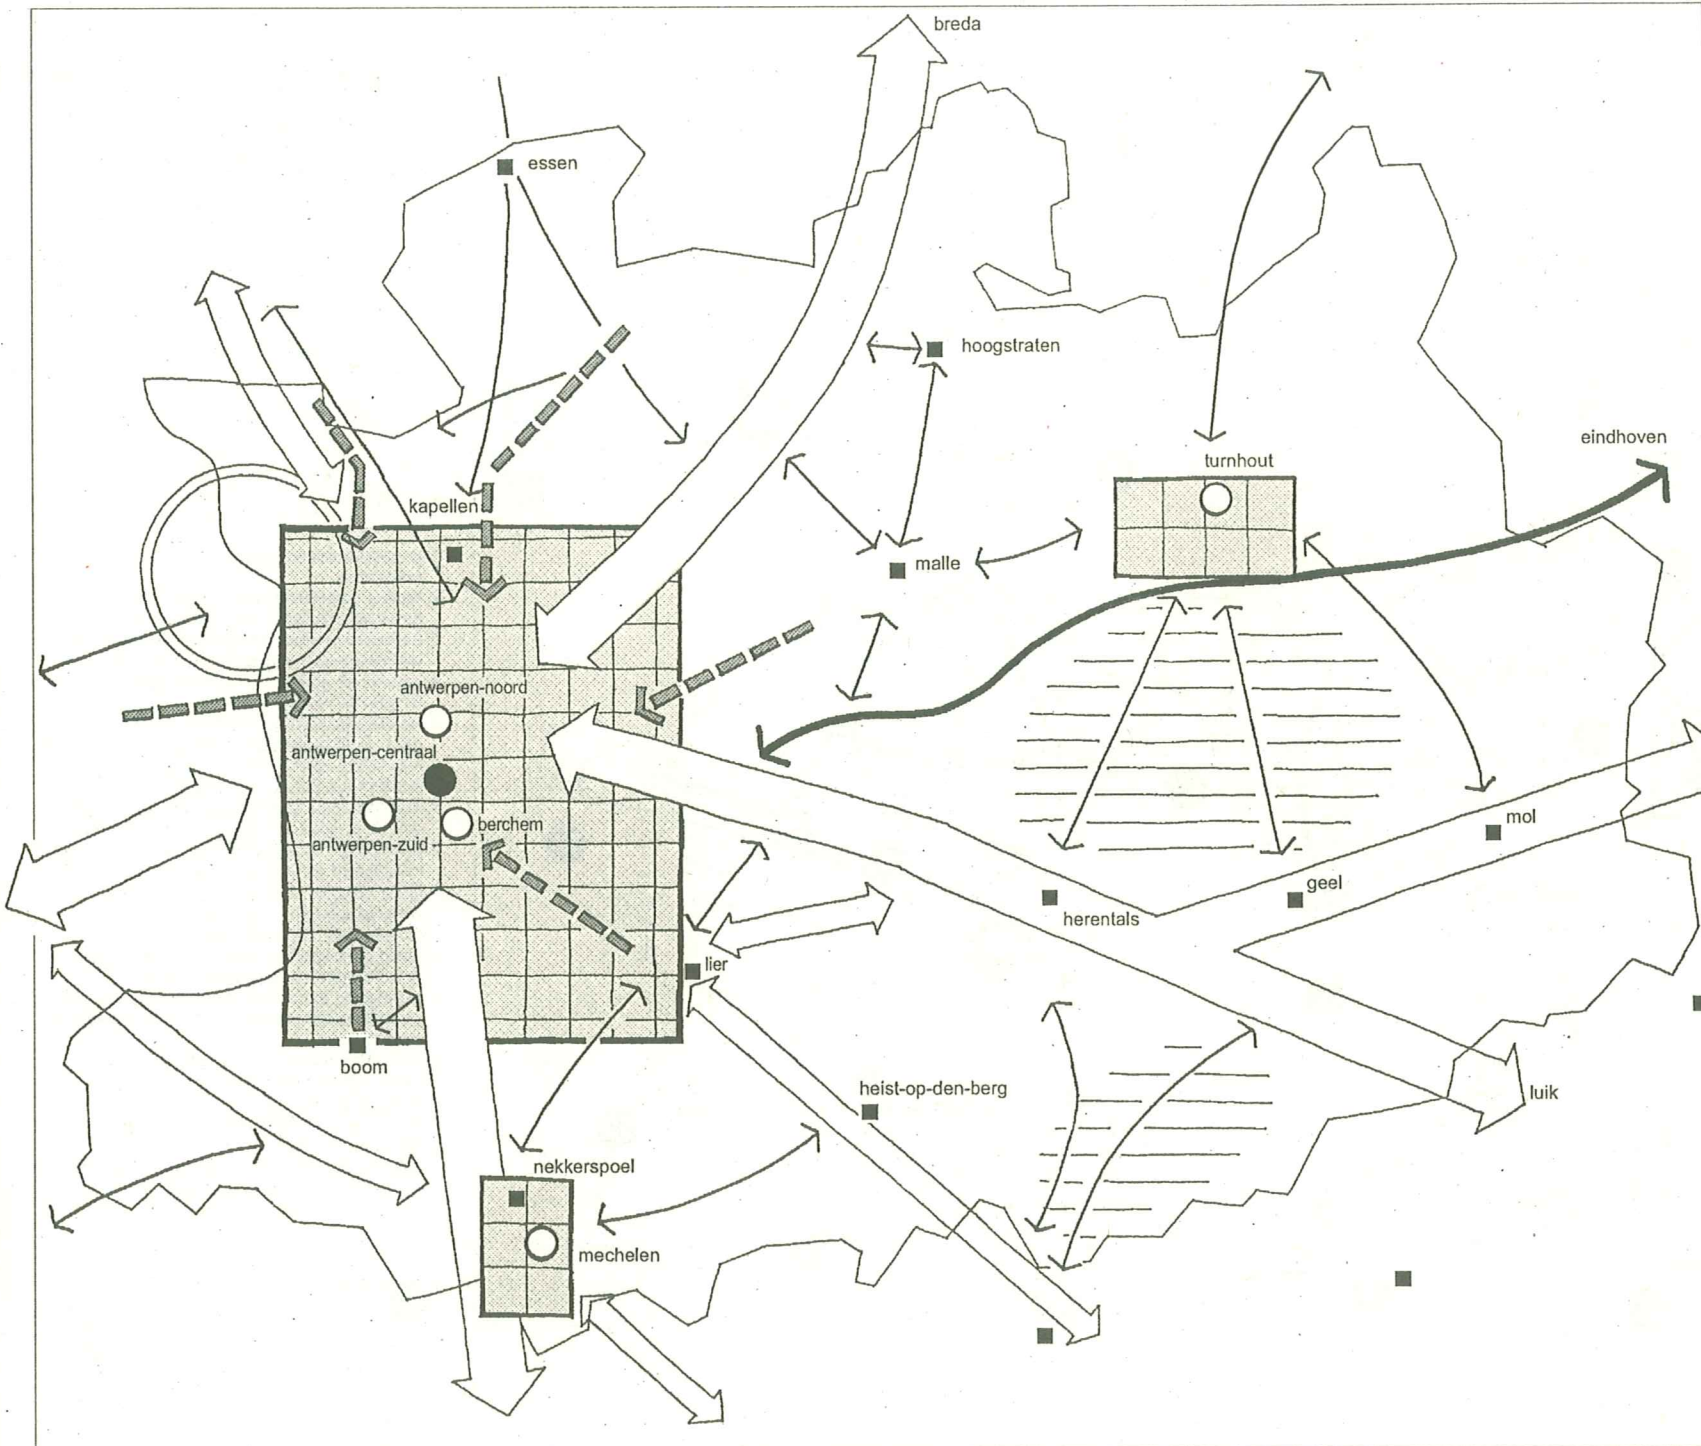 breda
essen
hoogstraten
eindhoven
turnhout
kapellen
malle
antwerpen-noord
antwerpen-centraal
mol
berchem
antwerpen-zuid
geel
herentals
lier
boom
heist-op-den-berg
luik
nekkerspoel
mechelen